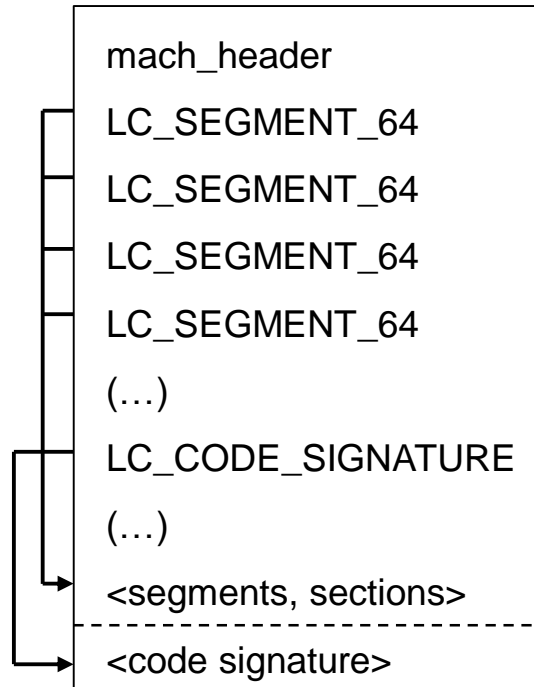 mach_header
LC_SEGMENT_64
LC_SEGMENT_64
LC_SEGMENT_64
LC_SEGMENT_64
(…)
LC_CODE_SIGNATURE
(…)
<segments, sections>
<code signature>